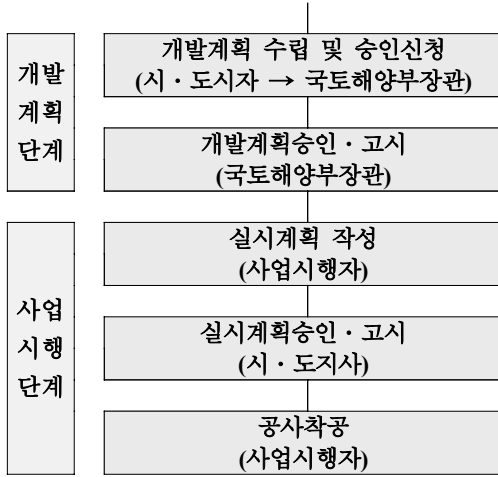 개발
계획
단계
개발계획 수립 및 승인신청
(시·도시자 → 국토해양부장관)
개발계획승인·고시
(국토해양부장관)
사업
시행
단계
실시계획 작성
(사업시행자)
실시계획승인·고시
(시·도지사)
공사착공
(사업시행자)